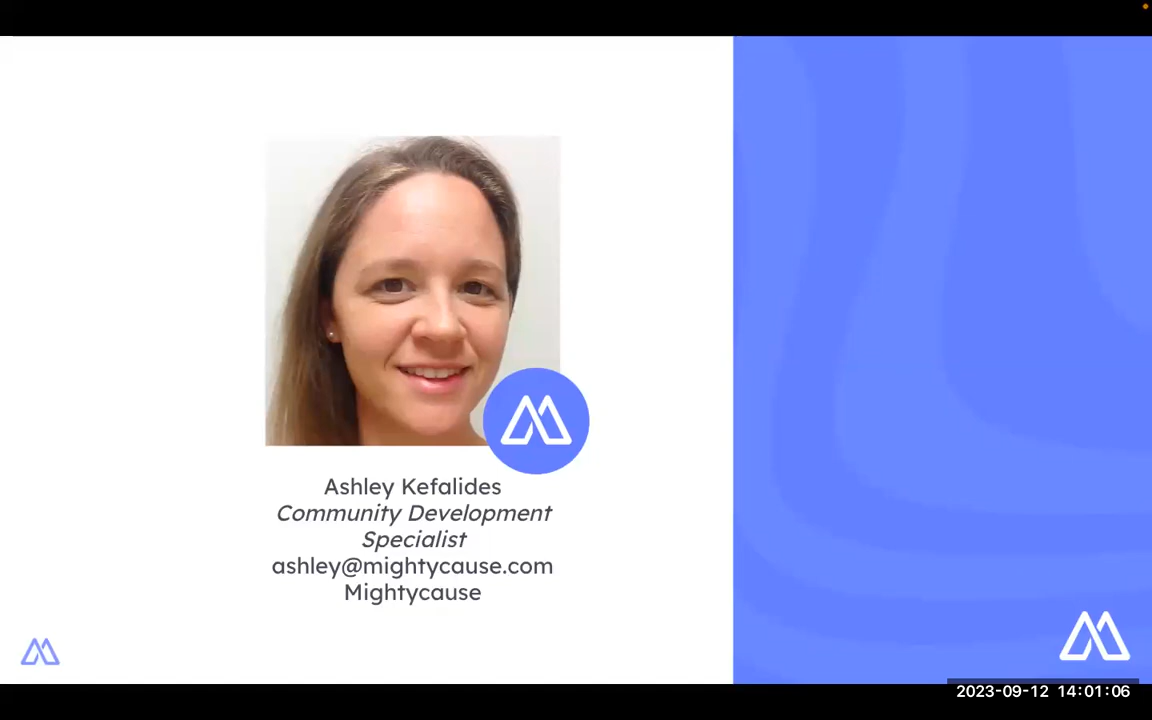 Ashley Kefalides
Community Development
Specialist
ashley@mightycause.com
Mightycause
2023-09-12 14:01:06